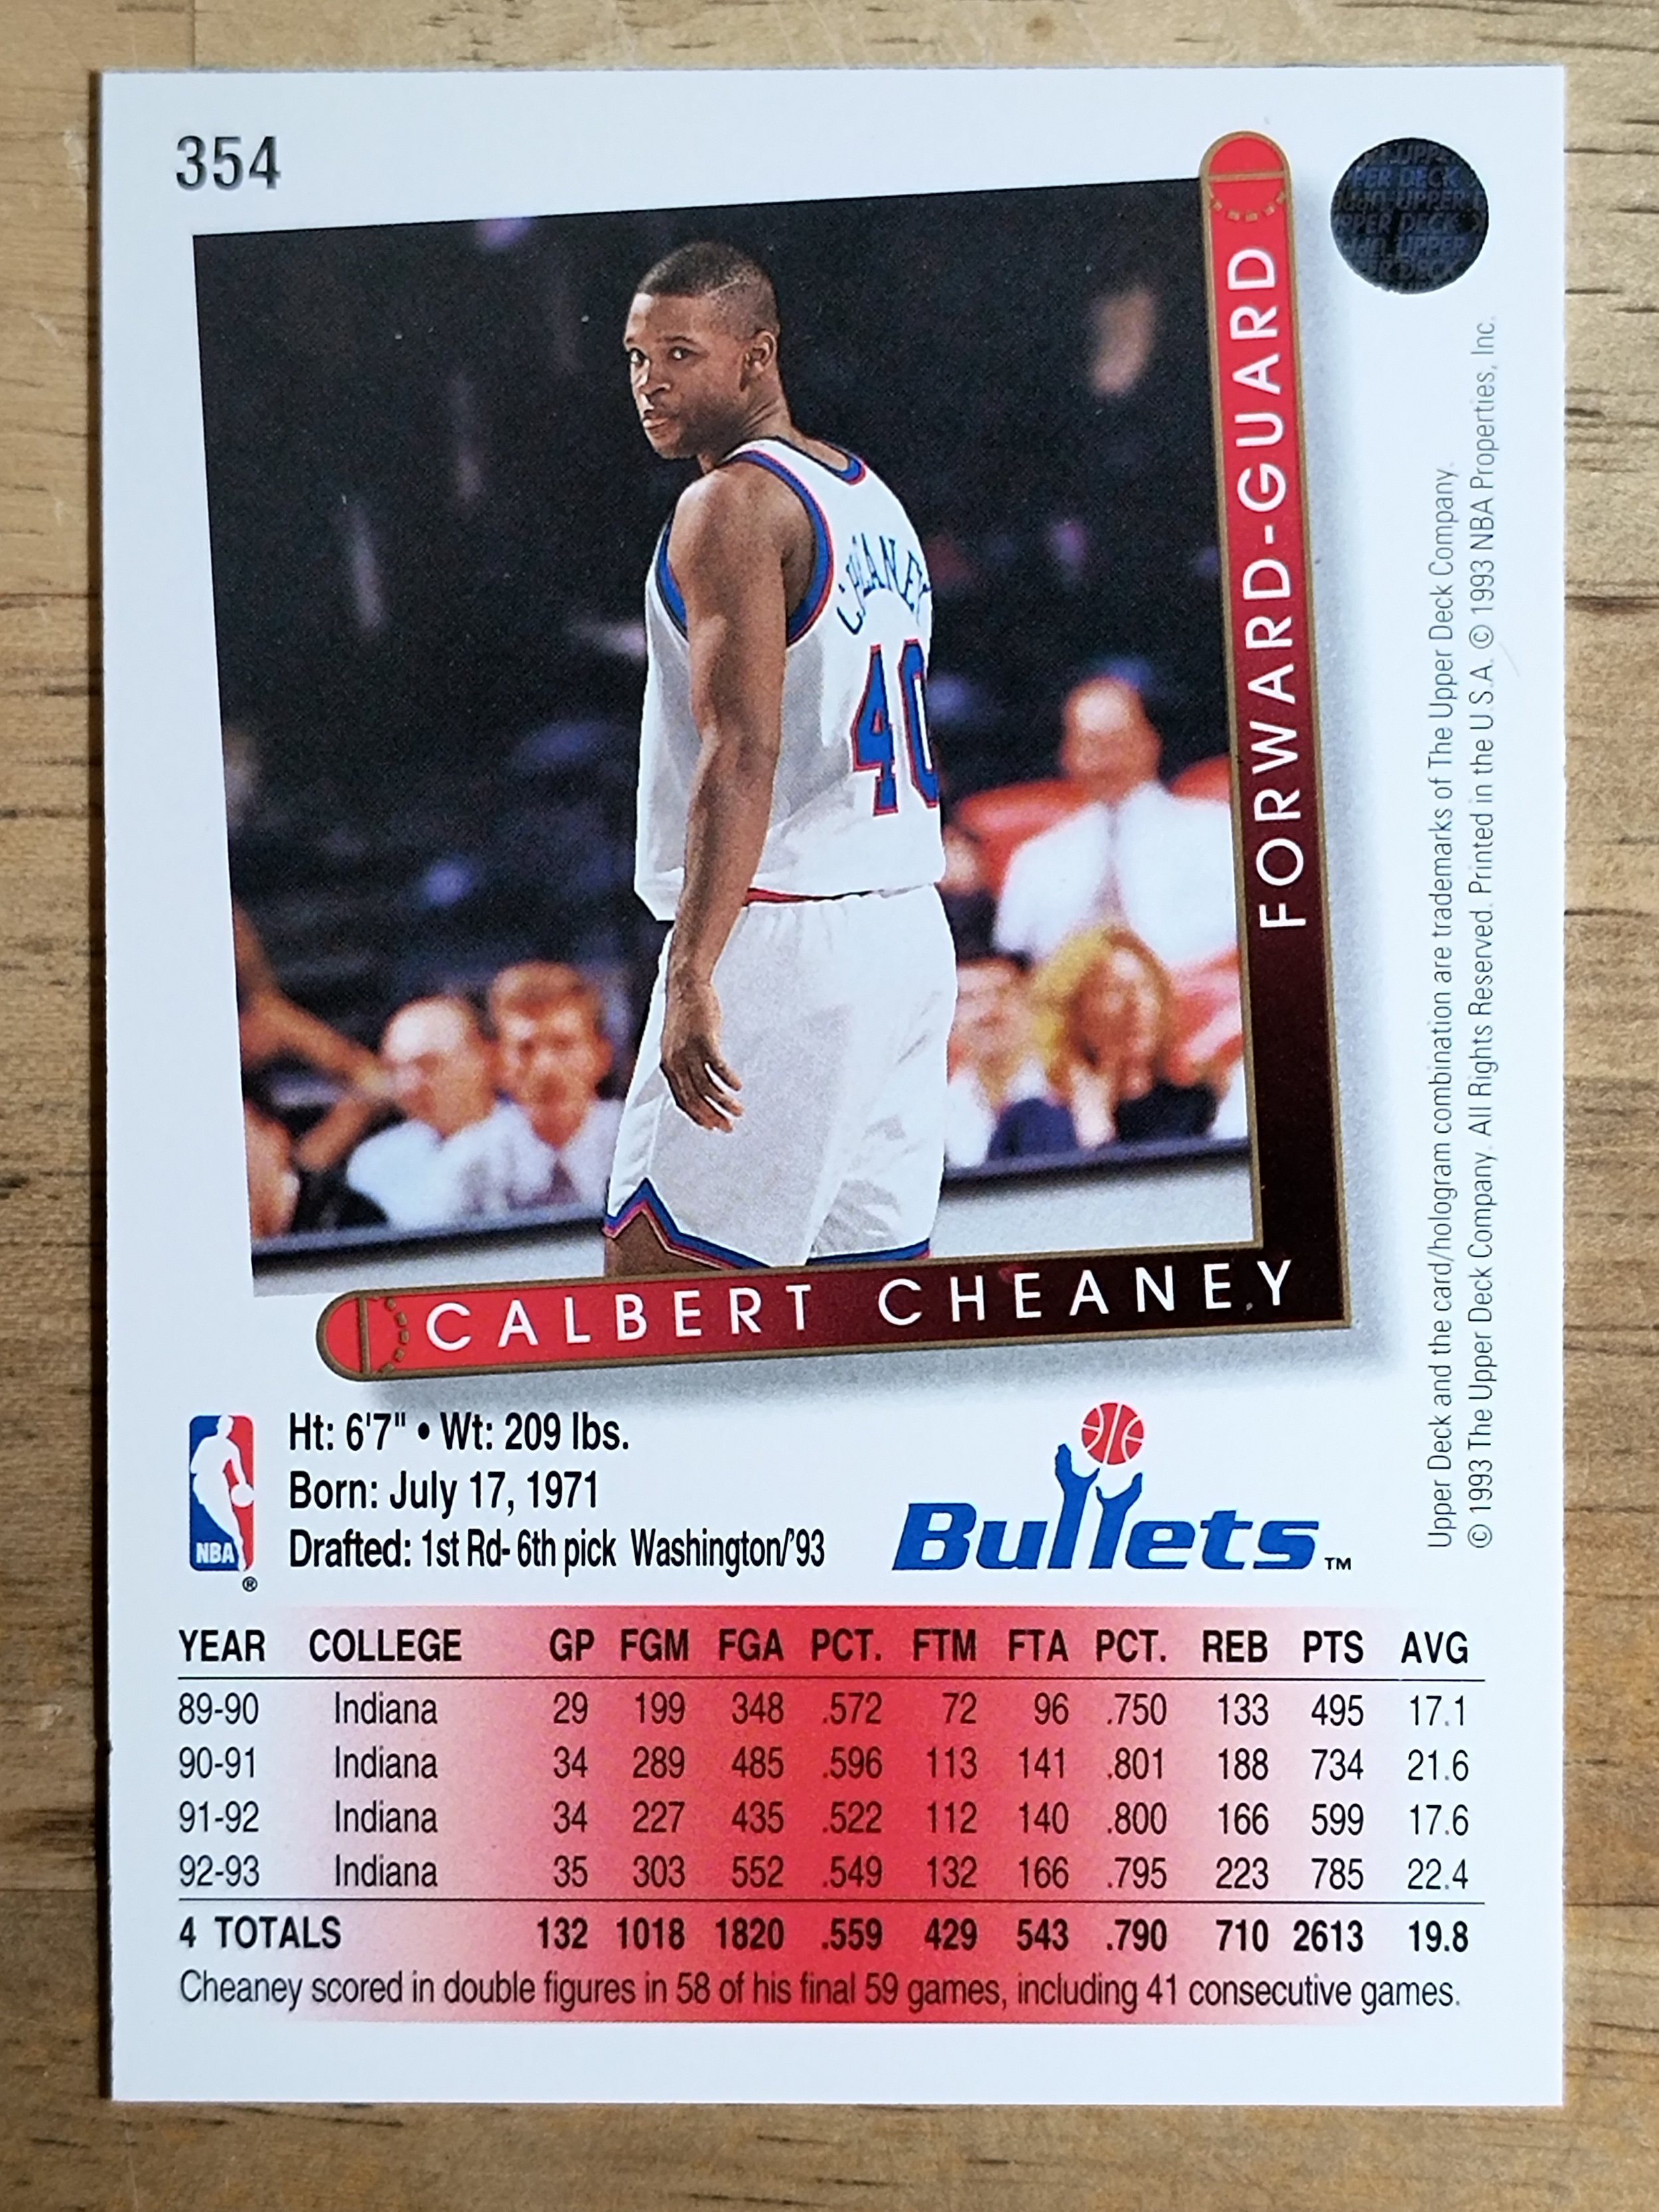 354
UPPER DECK
FORWARD-GUARD
CHEANEY
40
CALBERT CHEANEY
Upper Deck and the card/hologram combination are trademarks of The Upper Deck Company.
© 1993 The Upper Deck Company. All Rights Reserved. Printed in the U.S.A. © 1993 NBA Properties, Inc.
NBA ®
Ht: 6'7" • Wt: 209 lbs.
Born: July 17, 1971
Drafted: 1st Rd- 6th pick Washington/'93
Bullets ™
YEAR COLLEGE GP FGM FGA PCT. FTM FTA PCT. REB PTS AVG
89-90 Indiana 29 199 348 .572 72 96 .750 133 495 17.1
90-91 Indiana 34 289 485 .596 113 141 .801 188 734 21.6
91-92 Indiana 34 227 435 .522 112 140 .800 166 599 17.6
92-93 Indiana 35 303 552 .549 132 166 .795 223 785 22.4
4 TOTALS 132 1018 1820 .559 429 543 .790 710 2613 19.8
Cheaney scored in double figures in 58 of his final 59 games, including 41 consecutive games.